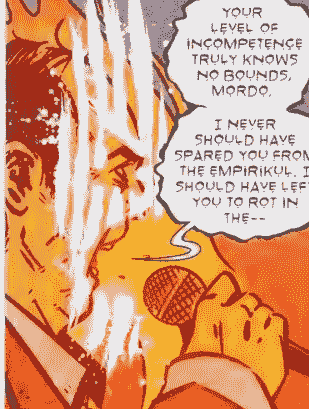 YOUR
LEVEL OF
INCOMPETENCE
TRULY KNOWS
NO BOUNDS,
MORDO.
I NEVER
SHOULD HAVE
SPARED YOU FROM
THE EMPIRIKUL. I
SHOULD HAVE LEFT
YOU TO ROT IN
THE--